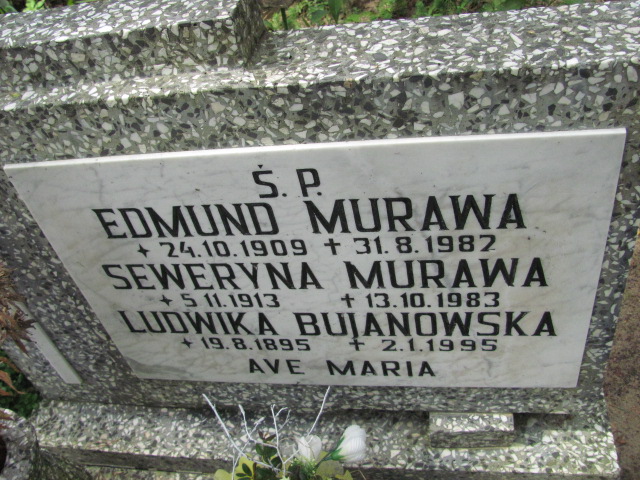 Ś. P.
EDMUND MURAWA
* 24.10.1909 ✝ 31.8.1982
SEWERYNA MURAWA
* 5.11.1913 ✝ 13.10.1983
LUDWIKA BUJANOWSKA
* 19.8.1895 ✝ 2.1.1995
AVE MARIA